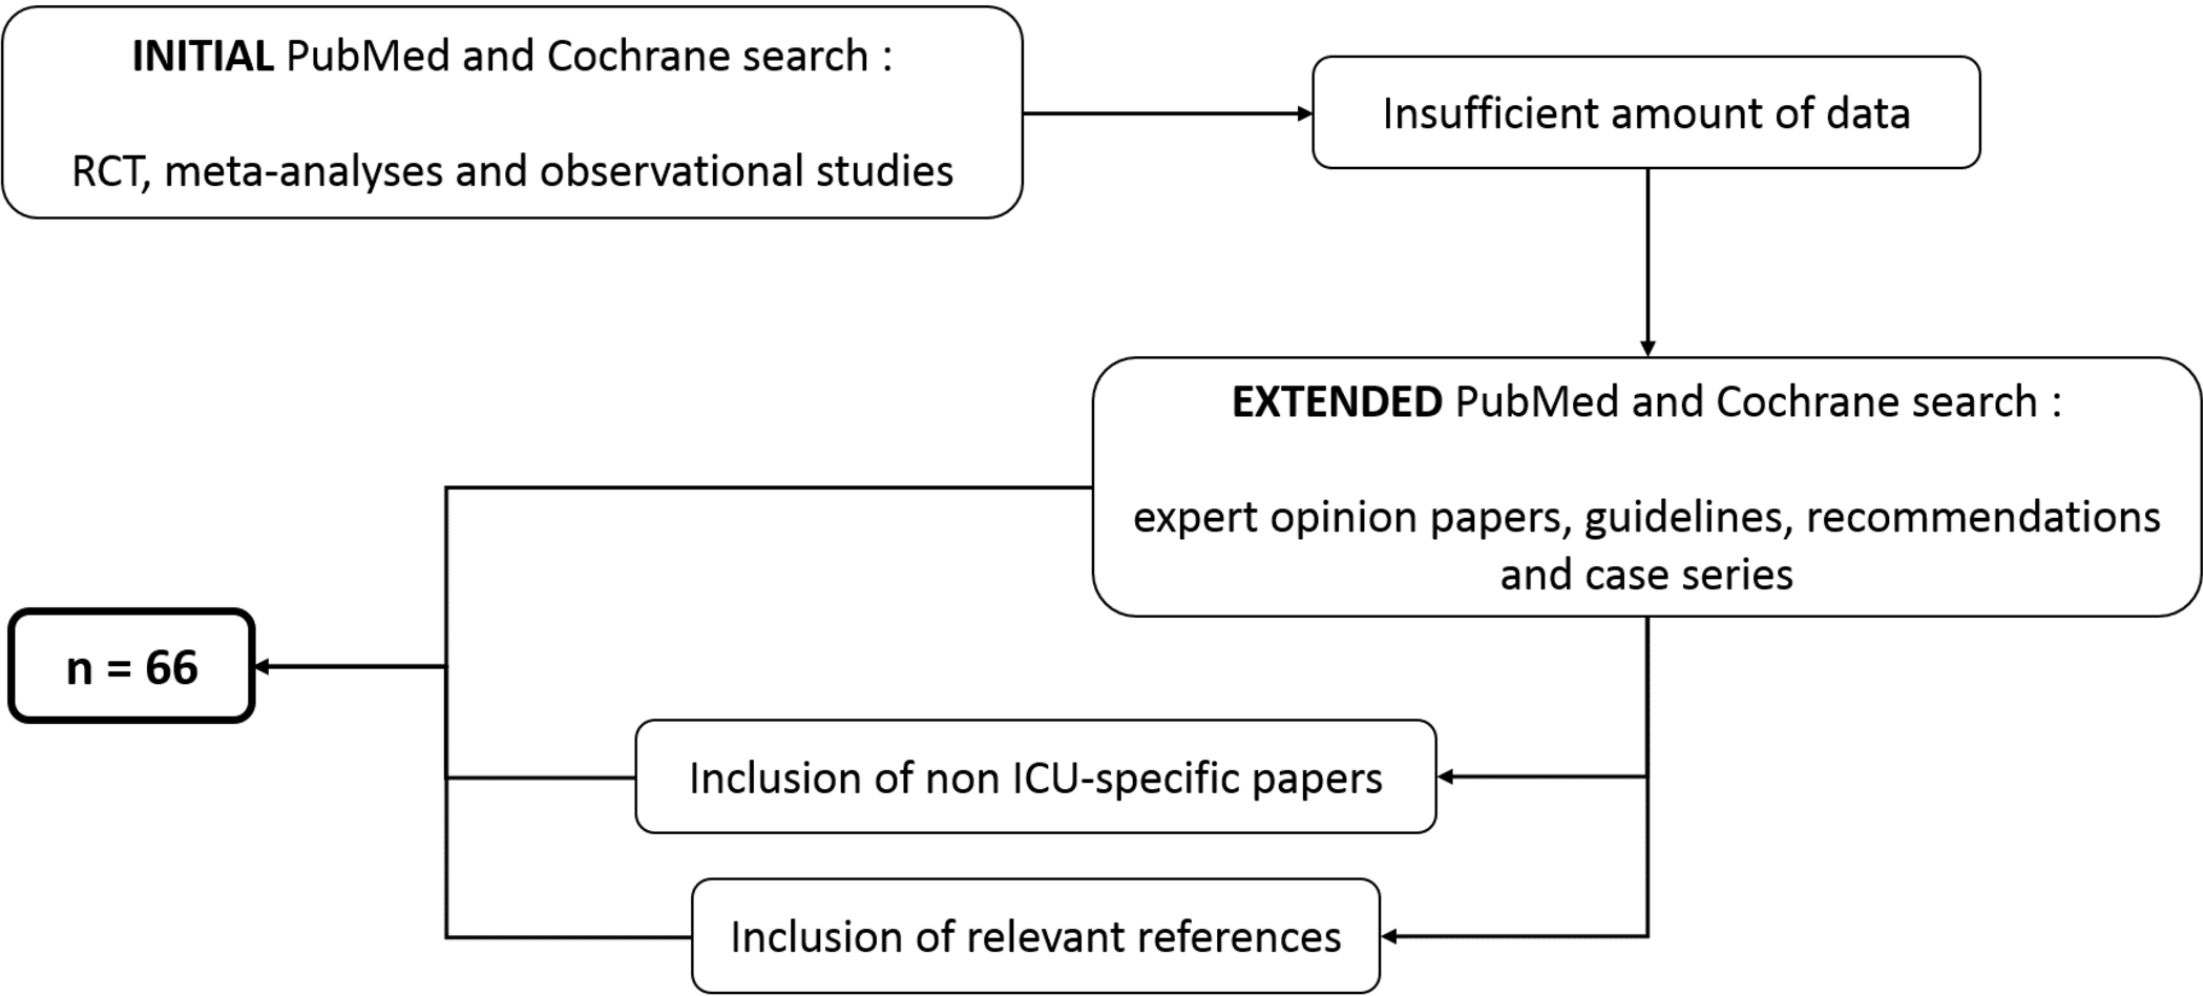 INITIAL PubMed and Cochrane search :
RCT, meta-analyses and observational studies
Insufficient amount of data
EXTENDED PubMed and Cochrane search :
expert opinion papers, guidelines, recommendations
and case series
n = 66
Inclusion of non ICU-specific papers
Inclusion of relevant references